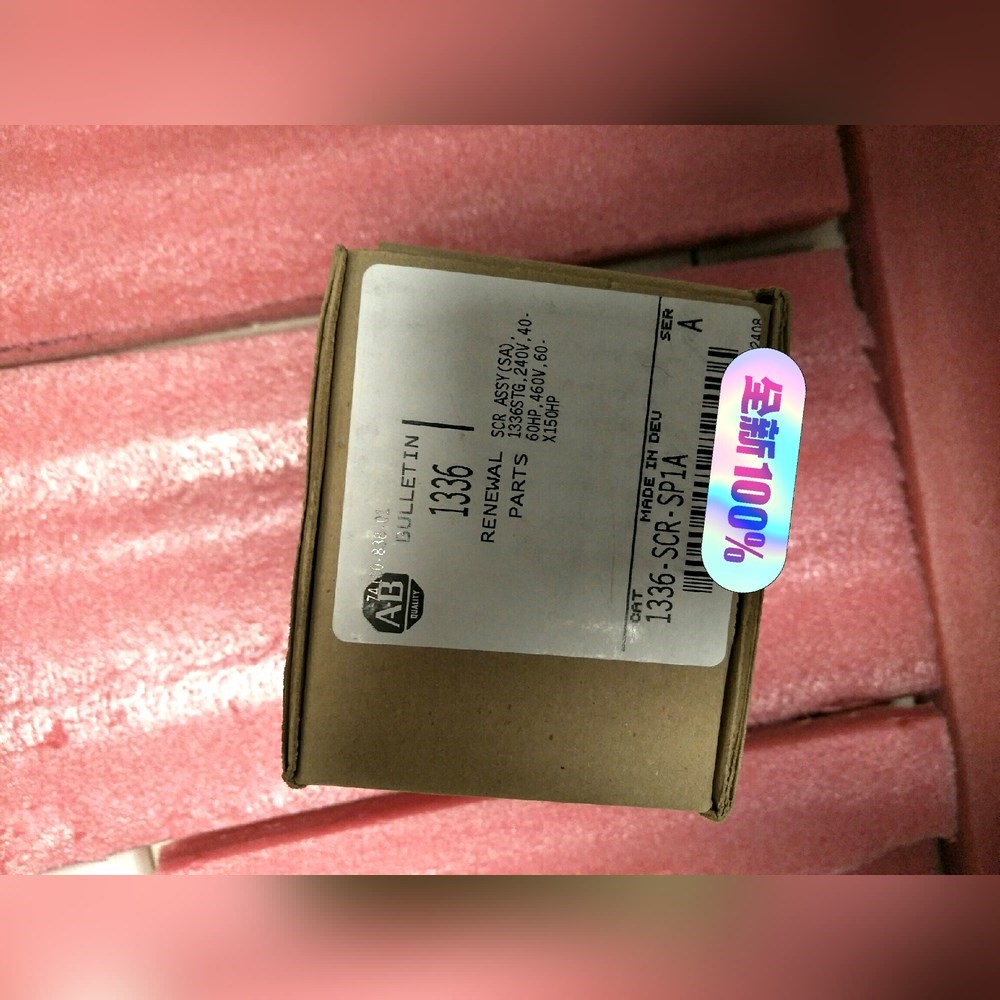 BULLETIN
1336
RENEWAL
PARTS
SCR ASSY(SA),
1336STG,240V,40-
60HP,460V,60-
X150HP
AB
QUALITY
MADE IN DEU
SER
A
CAT
1336-SCR-SP1A
2408
全新100%